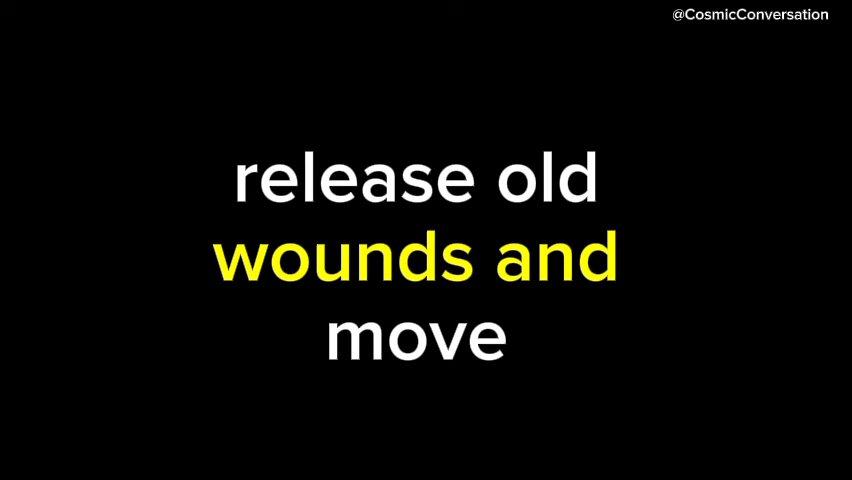 @CosmicConversation
release old
wounds and
move